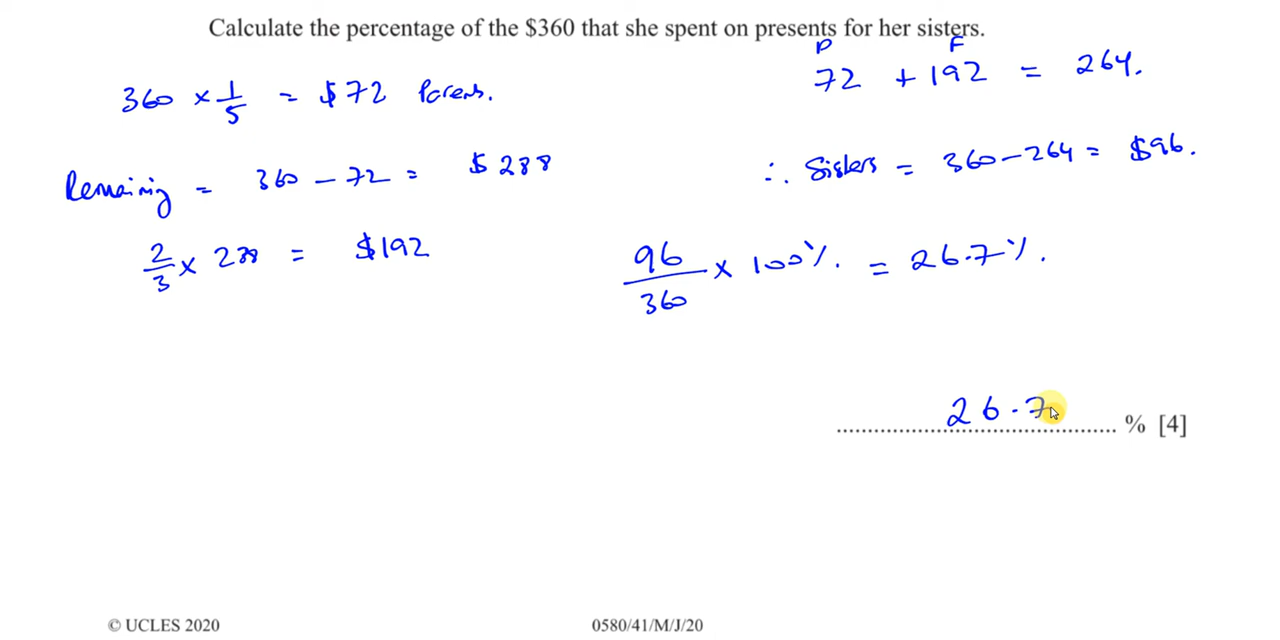 Calculate the percentage of the $360 that she spent on presents for her sisters.
360 × 1/5 = $72 Parents.
Remaining = 360 - 72 = $288
2/3 × 288 = $192
P F
72 + 192 = 264.
∴ Sisters = 360 - 264 = $96.
96/360 × 100%. = 26.7%.
26.7
% [4]
© UCLES 2020
0580/41/M/J/20